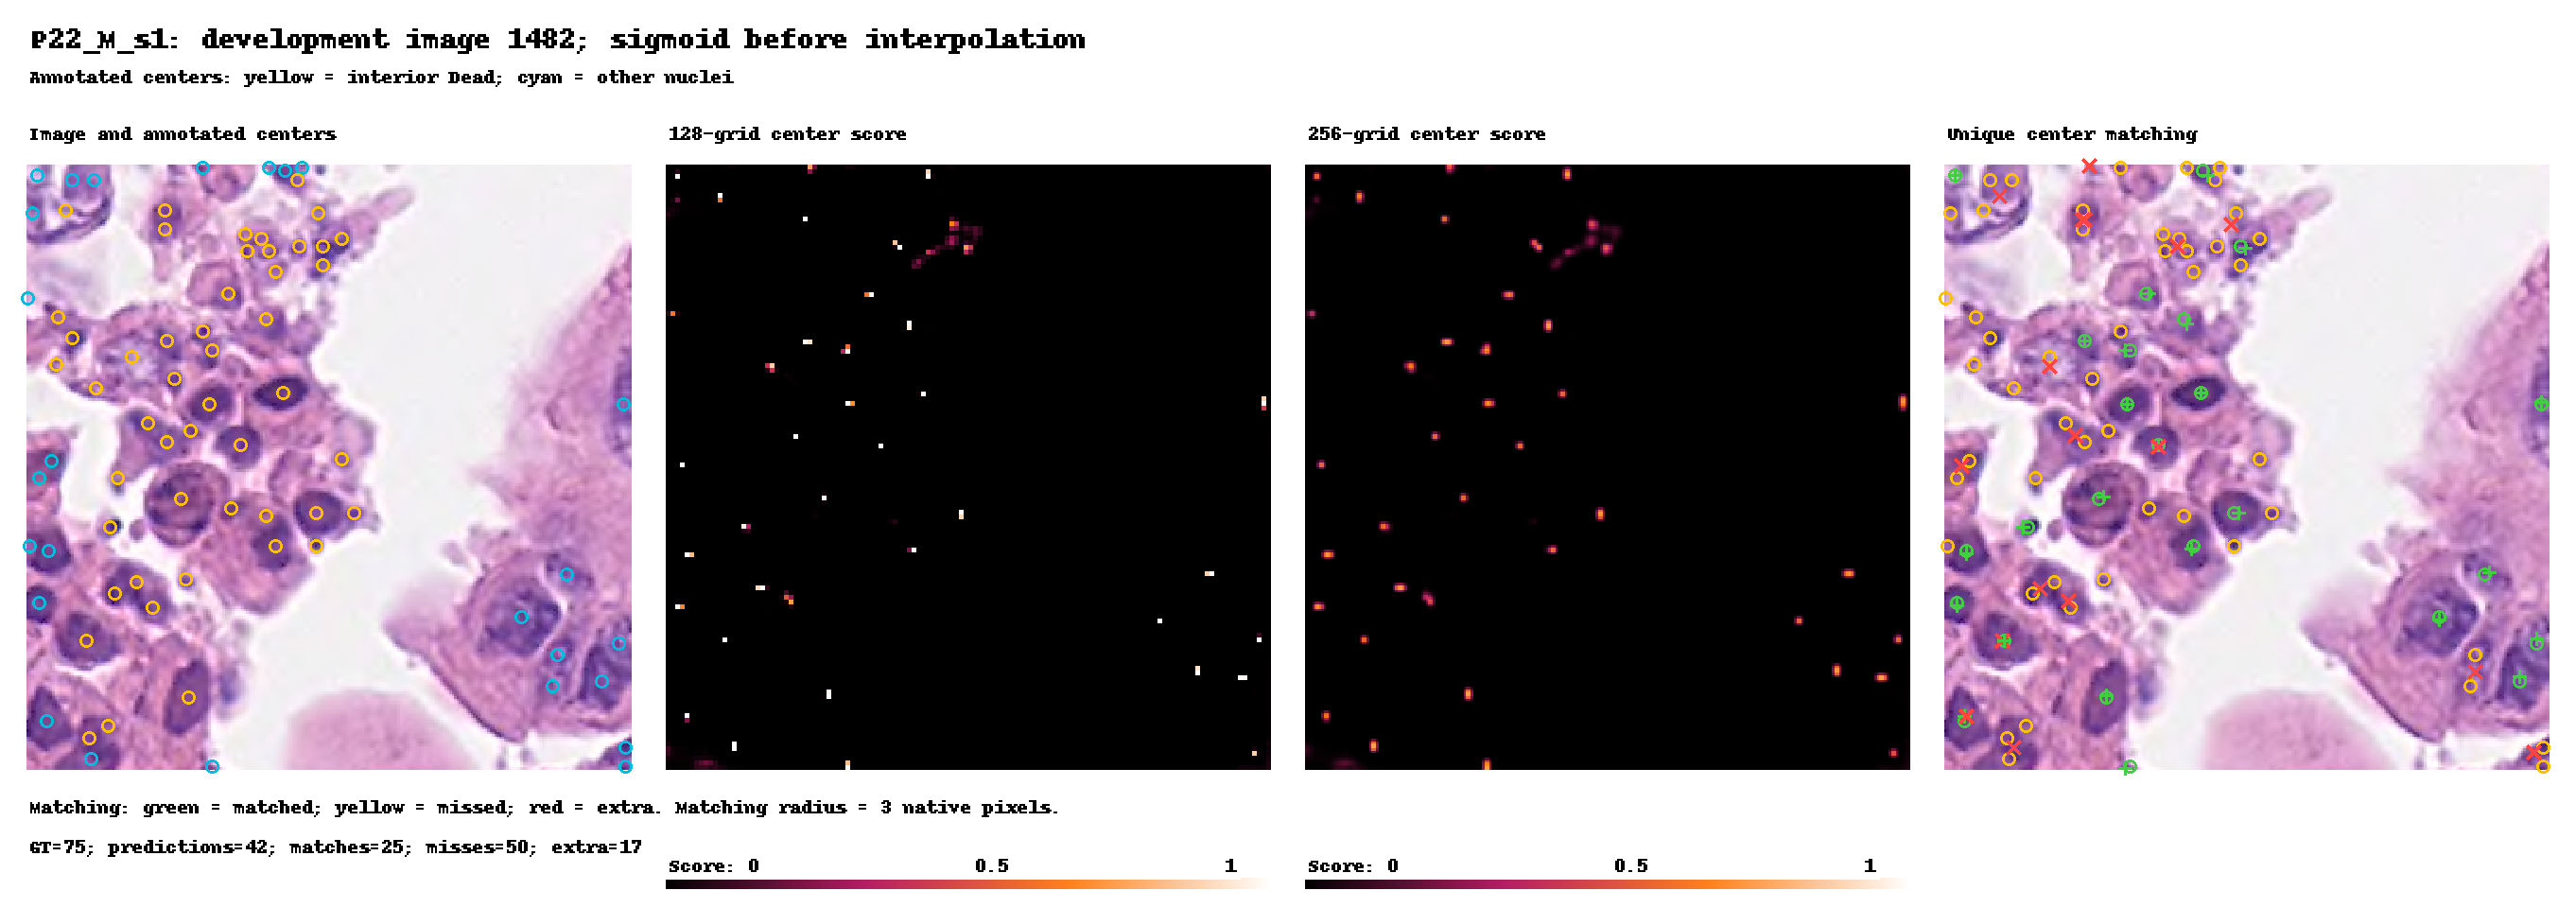 P22_M_s1: development image 1482; sigmoid before interpolation
Annotated centers: yellow = interior Dead; cyan = other nuclei
Image and annotated centers
128-grid center score
256-grid center score
Unique center matching
Matching: green = matched; yellow = missed; red = extra. Matching radius = 3 native pixels.
GT=75; predictions=42; matches=25; misses=50; extra=17
Score: 0 0.5 1
Score: 0 0.5 1